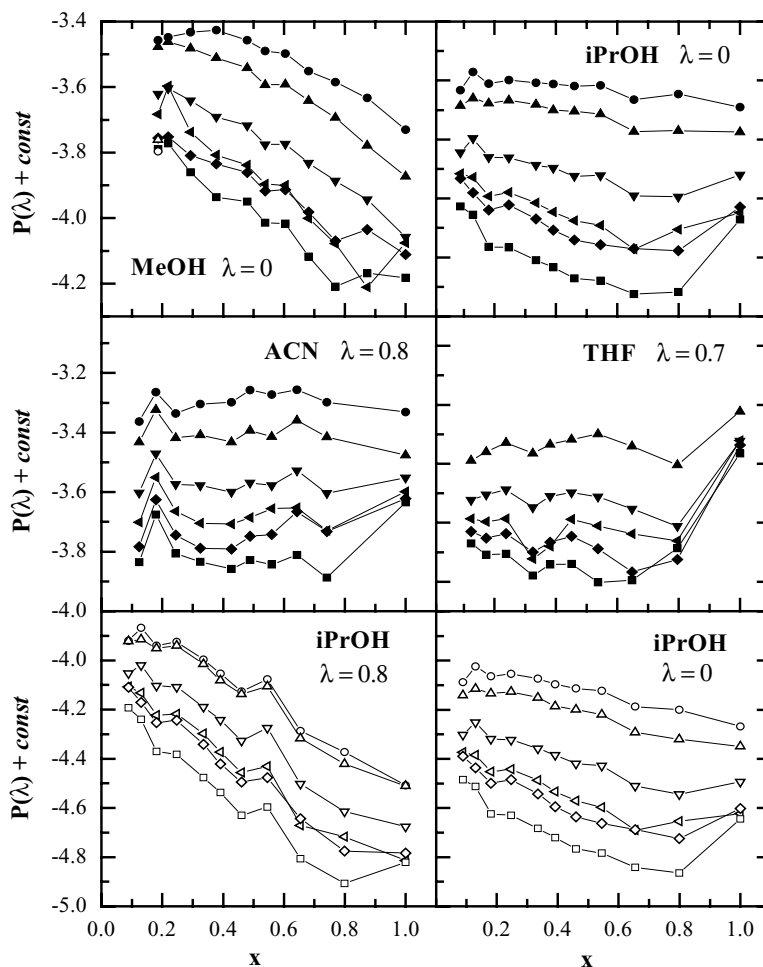 -3.4
-3.6
-3.8
-4.0
-4.2
P(λ) + const
MeOH λ=0
iPrOH λ=0
-3.2
-3.4
-3.6
-3.8
-4.0
P(λ) + const
ACN λ=0.8
THF λ=0.7
-4.0
-4.2
-4.4
-4.6
-4.8
-5.0
P(λ) + const
iPrOH
λ=0.8
iPrOH
λ=0
0.0 0.2 0.4 0.6 0.8 1.0
0.2 0.4 0.6 0.8 1.0
x
x